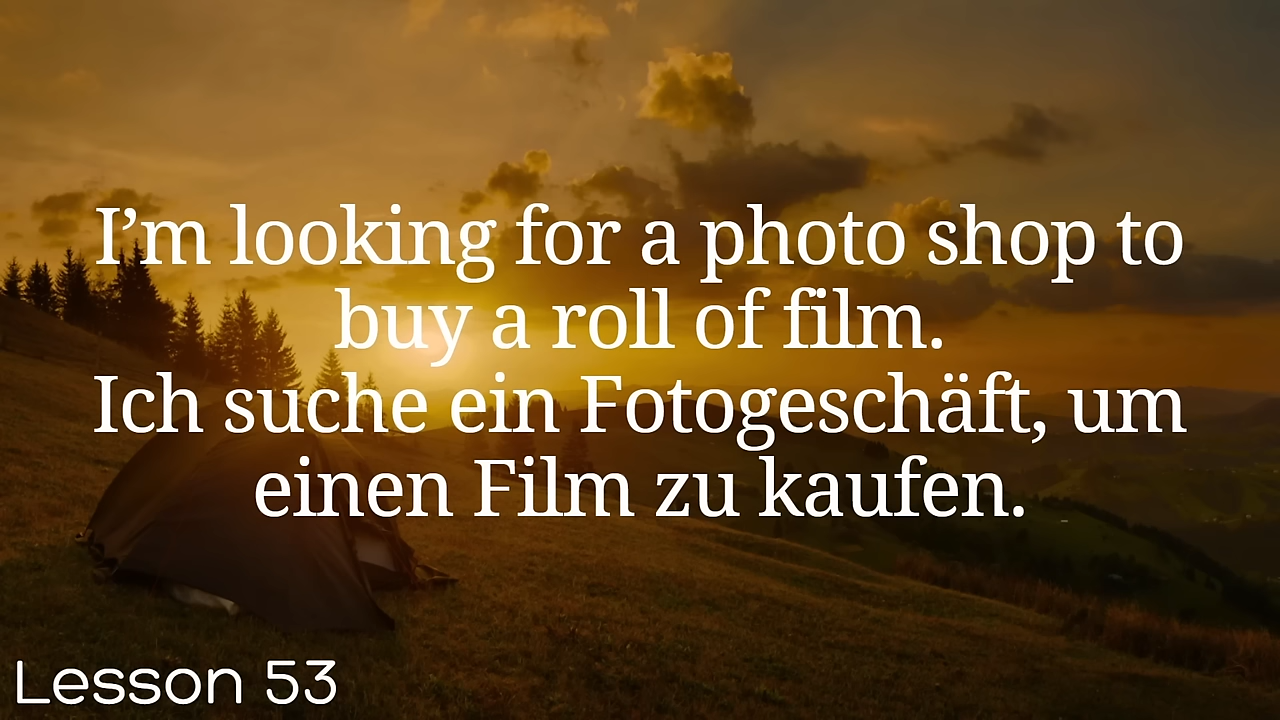 I’m looking for a photo shop to
buy a roll of film.
Ich suche ein Fotogeschäft, um
einen Film zu kaufen.
Lesson 53